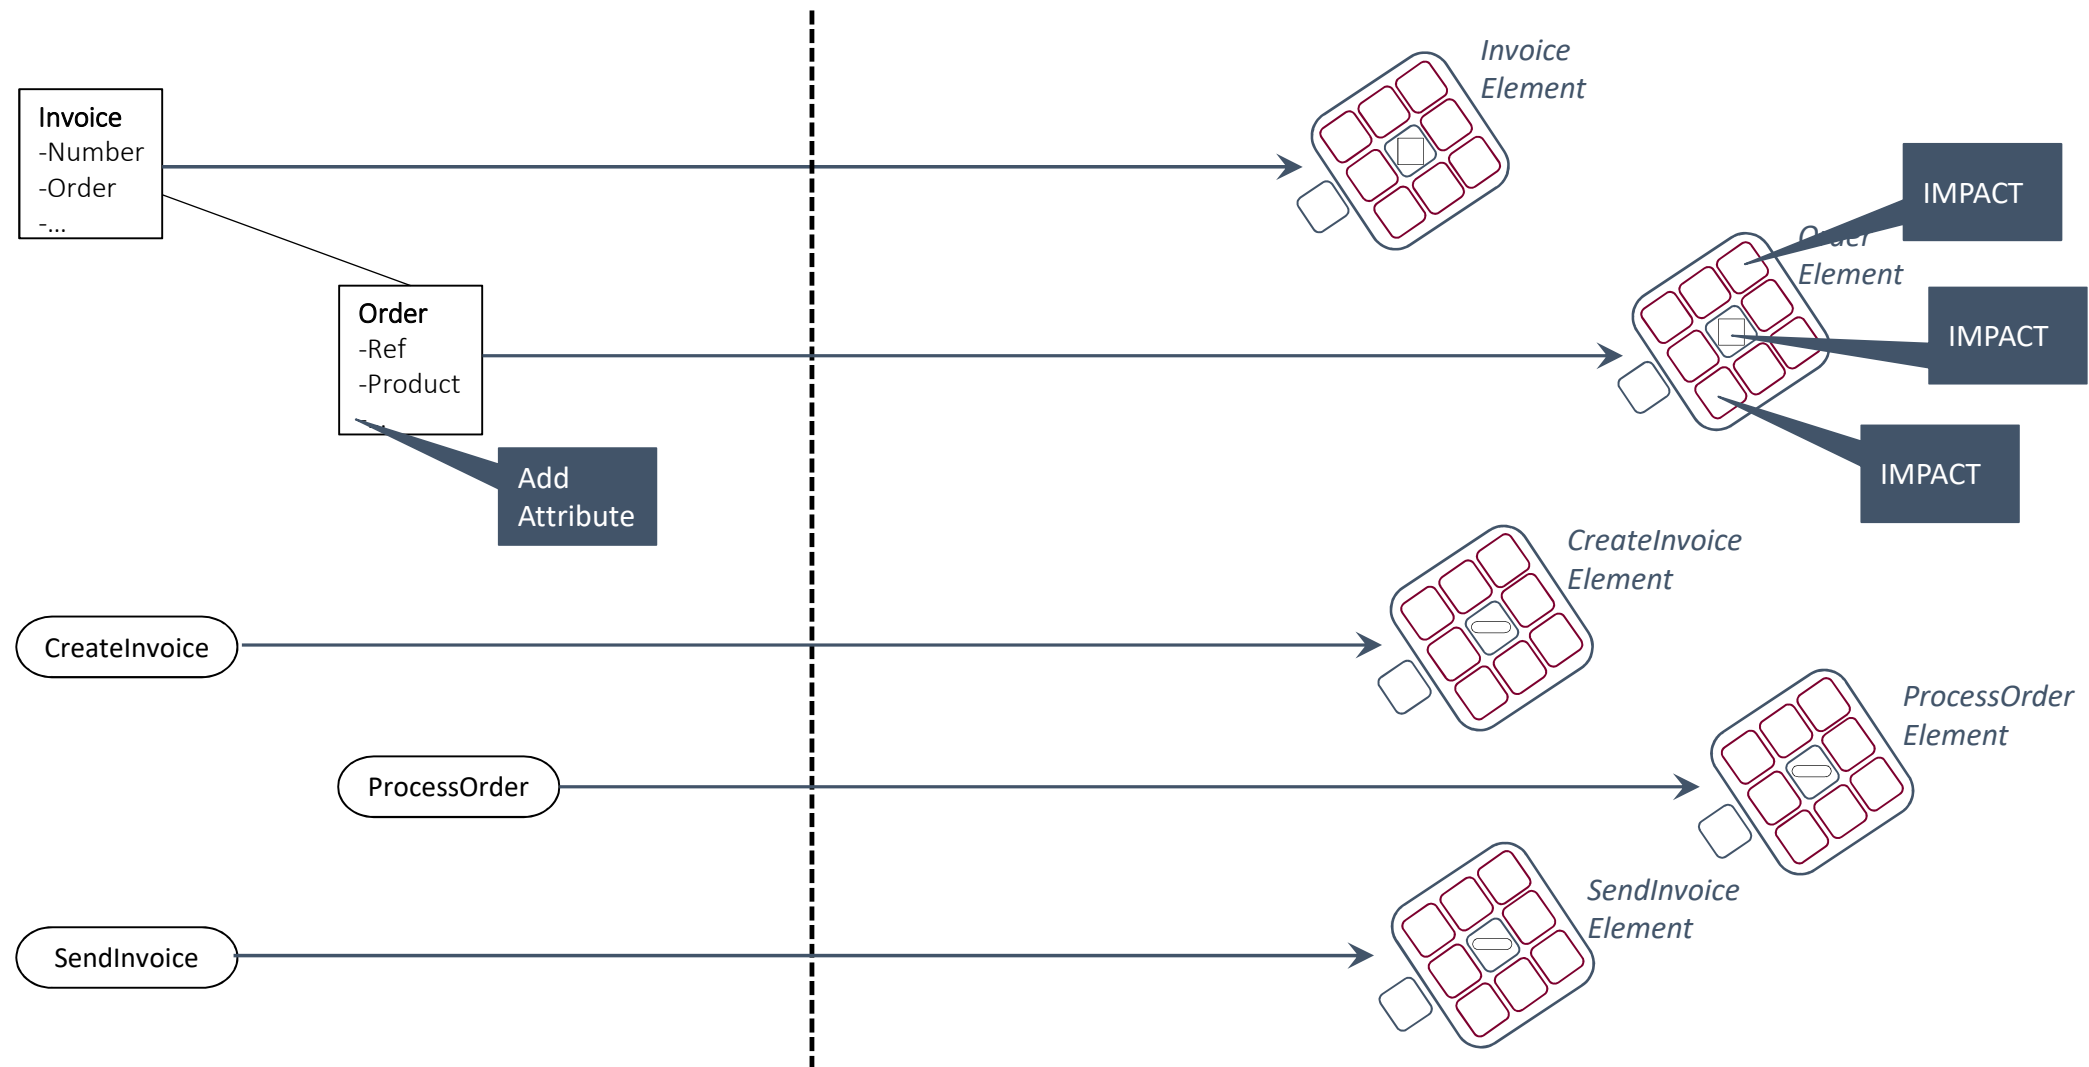 Invoice
-Number
-Order
-...
Order
-Ref
-Product
Add
Attribute
CreateInvoice
ProcessOrder
SendInvoice
Invoice
Element
Order
Element
IMPACT
IMPACT
IMPACT
CreateInvoice
Element
ProcessOrder
Element
SendInvoice
Element